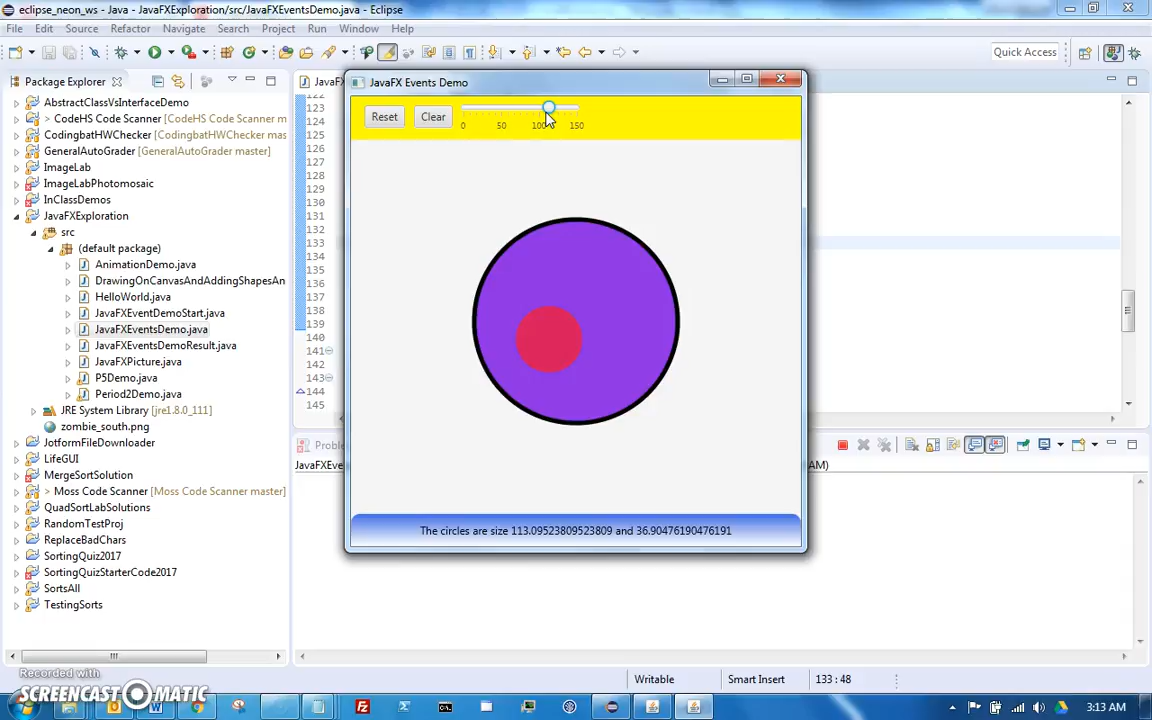 eclipse_neon_ws - Java - JavaFXExploration/src/JavaFXEventsDemo.java - Eclipse
File Edit Source Refactor Navigate Search Project Run Window Help
Quick Access
Package Explorer
AbstractClassVsInterfaceDemo
> CodeHS Code Scanner [CodeHS Code Scanner m
CodingbatHWChecker [CodingbatHWChecker mas
GeneralAutoGrader [GeneralAutoGrader master]
ImageLab
ImageLabPhotomosaic
InClassDemos
JavaFXExploration
src
(default package)
AnimationDemo.java
DrawingOnCanvasAndAddingShapesAn
HelloWorld.java
JavaFXEventDemoStart.java
JavaFXEventsDemo.java
JavaFXEventsDemoResult.java
JavaFXPicture.java
P5Demo.java
Period2Demo.java
JRE System Library [jre1.8.0_111]
zombie_south.png
JotformFileDownloader
LifeGUI
MergeSortSolution
> Moss Code Scanner [Moss Code Scanner master]
QuadSortLabSolutions
RandomTestProj
ReplaceBadChars
SortingQuiz2017
SortingQuizStarterCode2017
SortsAll
TestingSorts
JavaF
122
123
124
125
126
127
128
129
130
131
132
133
134
135
136
137
138
139
140
141
142
143
144
145
JavaFX Events Demo
Reset Clear
0 50 100 150
The circles are size 113.09523809523809 and 36.90476190476191
Proble
JavaFXEve
AM)
Writable Smart Insert 133 : 48
Recorded with
SCREENCAST-O-MATIC
3:13 AM